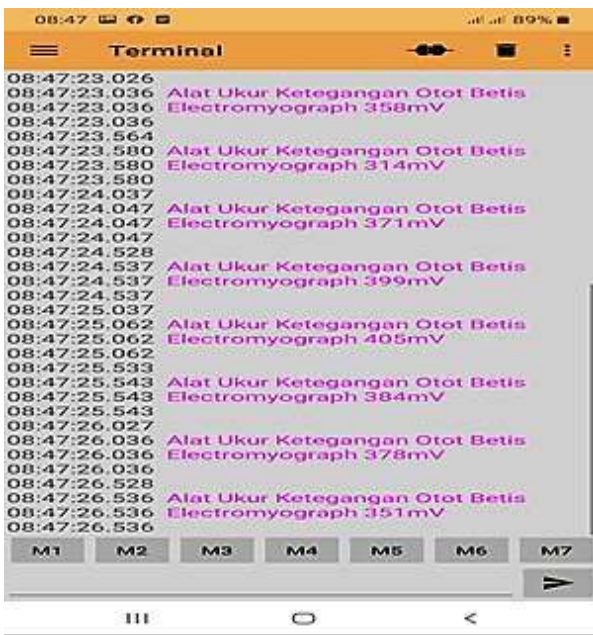 08:47 89%
Terminal
08:47:23.026
08:47:23.036 Alat Ukur Ketegangan Otot Betis
08:47:23.036 Electromyograph 358mV
08:47:23.036
08:47:23.564
08:47:23.580 Alat Ukur Ketegangan Otot Betis
08:47:23.580 Electromyograph 314mV
08:47:23.580
08:47:24.037
08:47:24.047 Alat Ukur Ketegangan Otot Betis
08:47:24.047 Electromyograph 371mV
08:47:24.047
08:47:24.528
08:47:24.537 Alat Ukur Ketegangan Otot Betis
08:47:24.537 Electromyograph 399mV
08:47:24.537
08:47:25.037
08:47:25.062 Alat Ukur Ketegangan Otot Betis
08:47:25.062 Electromyograph 405mV
08:47:25.062
08:47:25.533
08:47:25.543 Alat Ukur Ketegangan Otot Betis
08:47:25.543 Electromyograph 384mV
08:47:25.543
08:47:26.027
08:47:26.036 Alat Ukur Ketegangan Otot Betis
08:47:26.036 Electromyograph 378mV
08:47:26.036
08:47:26.528
08:47:26.536 Alat Ukur Ketegangan Otot Betis
08:47:26.536 Electromyograph 351mV
08:47:26.536
M1 M2 M3 M4 M5 M6 M7